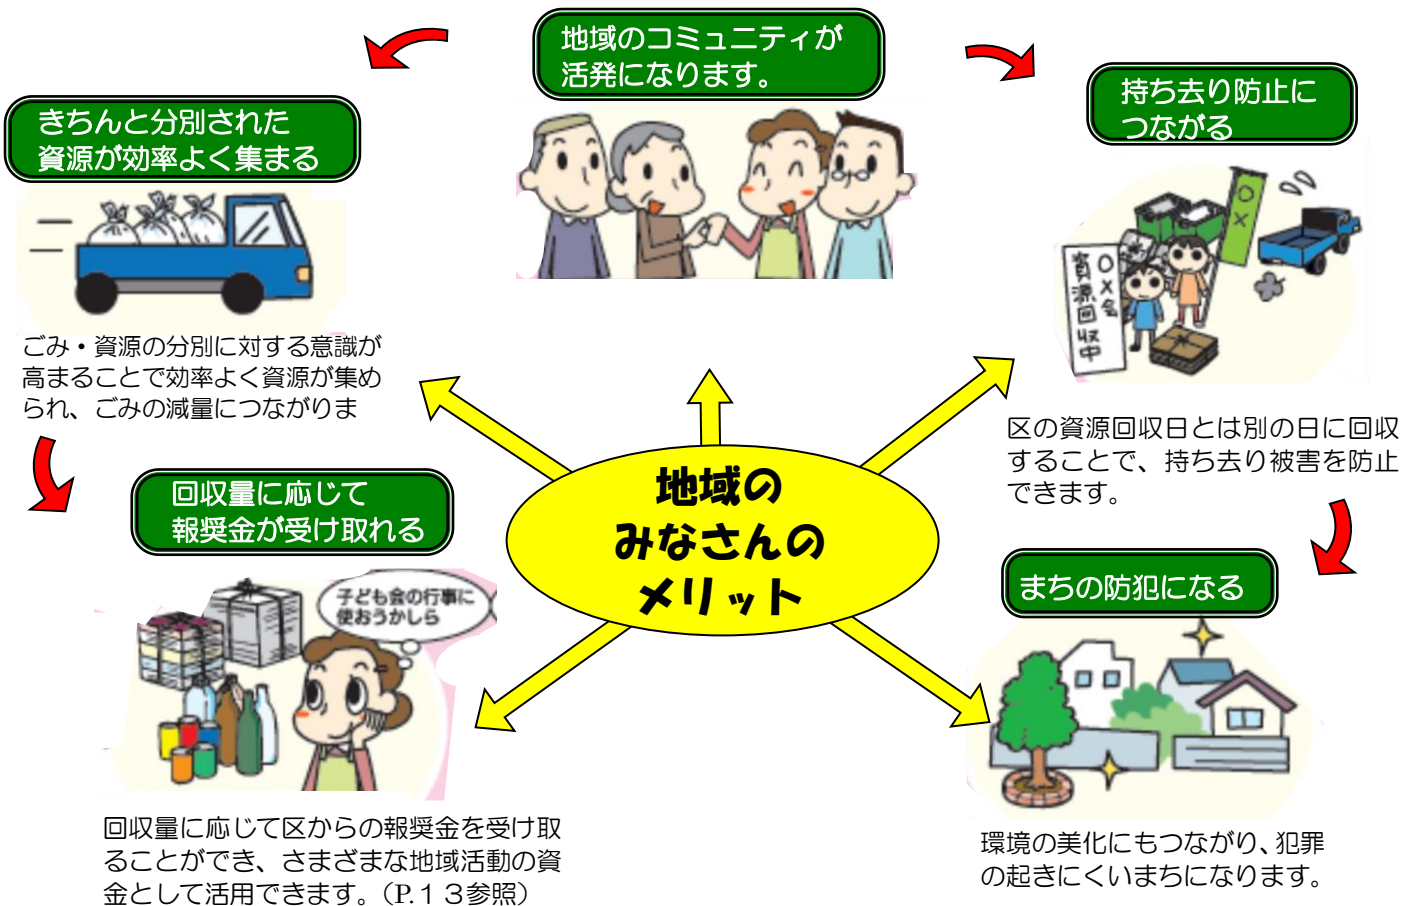 地域のコミュニティが
活発になります。
きちんと分別された
資源が効率よく集まる
ごみ・資源の分別に対する意識が
高まることで効率よく資源が集め
られ、ごみの減量につながりま
持ち去り防止に
つながる
○×
○×会
資源回収中
区の資源回収日とは別の日に回収
することで、持ち去り被害を防止
できます。
地域の
みなさんの
メリット
回収量に応じて
報奨金が受け取れる
子ども会の行事に
使おうかしら
回収量に応じて区からの報奨金を受け取
ることができ、さまざまな地域活動の資
金として活用できます。（P.１３参照）
まちの防犯になる
環境の美化にもつながり、犯罪
の起きにくいまちになります。